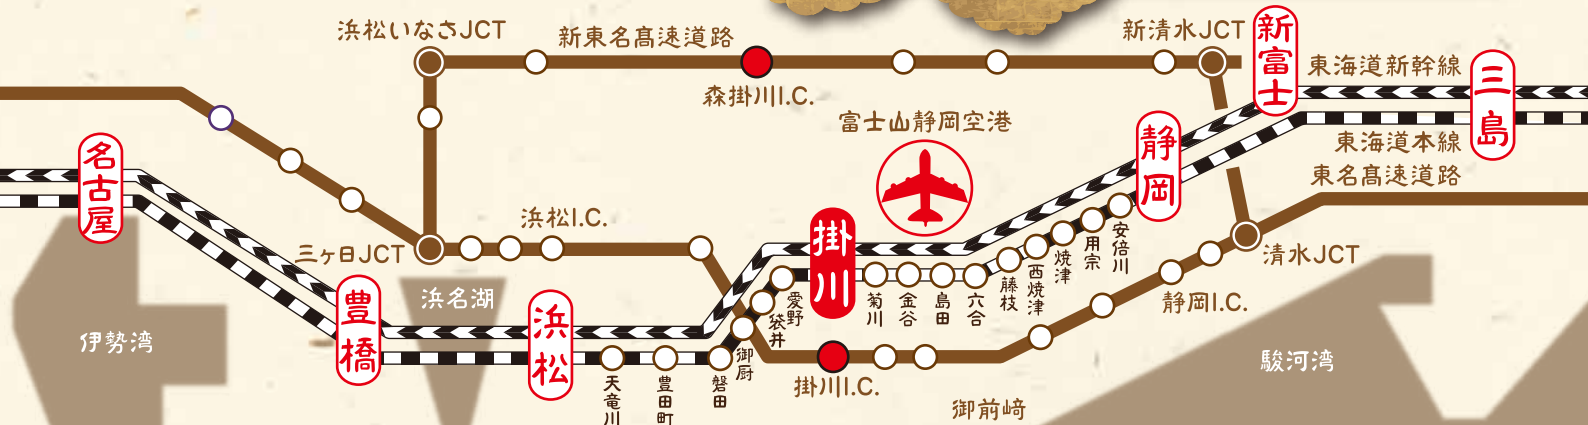 浜松いなさJCT
新東名高速道路
新清水JCT
新富士
東海道新幹線
三島
森掛川I.C.
富士山静岡空港
静岡
東海道本線
東名高速道路
名古屋
浜松I.C.
三ヶ日JCT
掛川
安倍川
用宗
焼津
西焼津
藤枝
六合
島田
金谷
菊川
愛野
袋井
御厨
磐田
豊田町
天竜川
清水JCT
静岡I.C.
浜名湖
豊橋
浜松
伊勢湾
掛川I.C.
御前崎
駿河湾